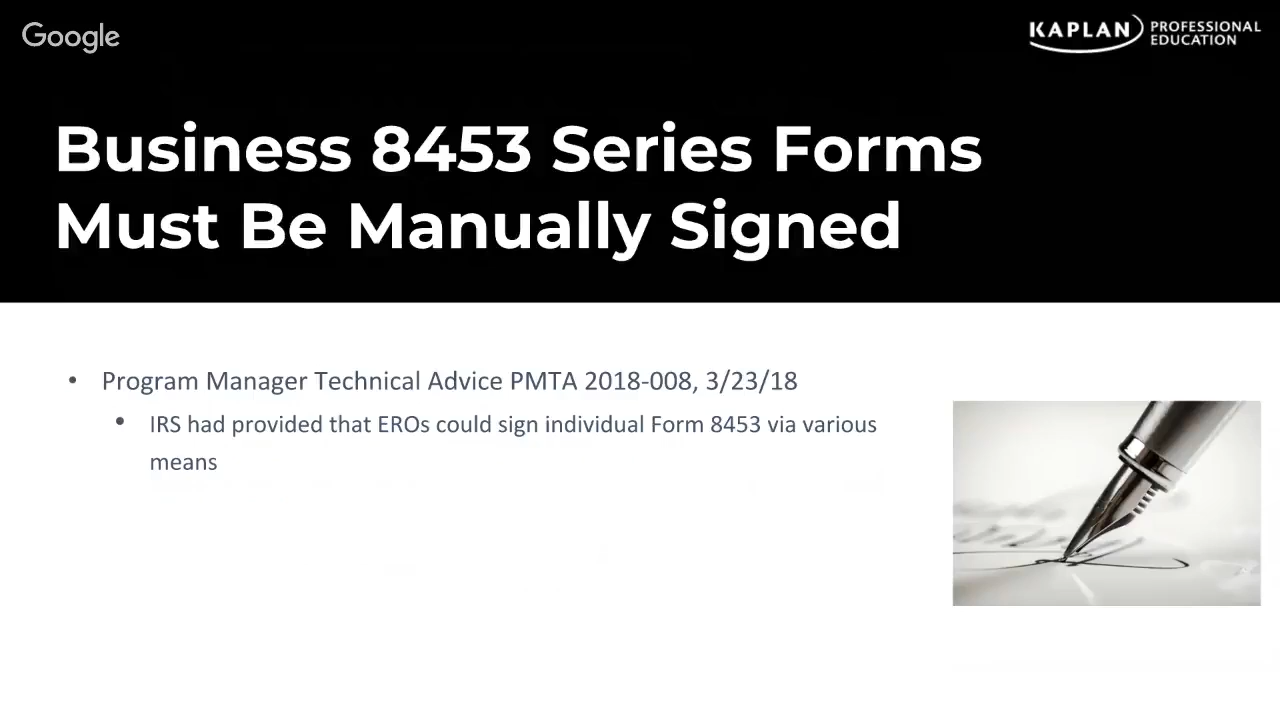 Google
KAPLAN PROFESSIONAL
EDUCATION
Business 8453 Series Forms
Must Be Manually Signed
• Program Manager Technical Advice PMTA 2018-008, 3/23/18
• IRS had provided that EROs could sign individual Form 8453 via various
means